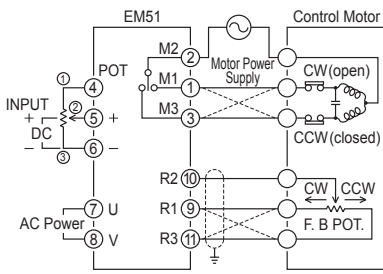 EM51
Control Motor
M2
2
POT
Motor Power
Supply
CW(open)
①
4
M1
1
INPUT
②
+
5
+
DC
M3
3
CCW(closed)
−
6
−
③
R2
10
CW
CCW
7
U
R1
9
AC Power
F. B POT.
8
V
R3
11